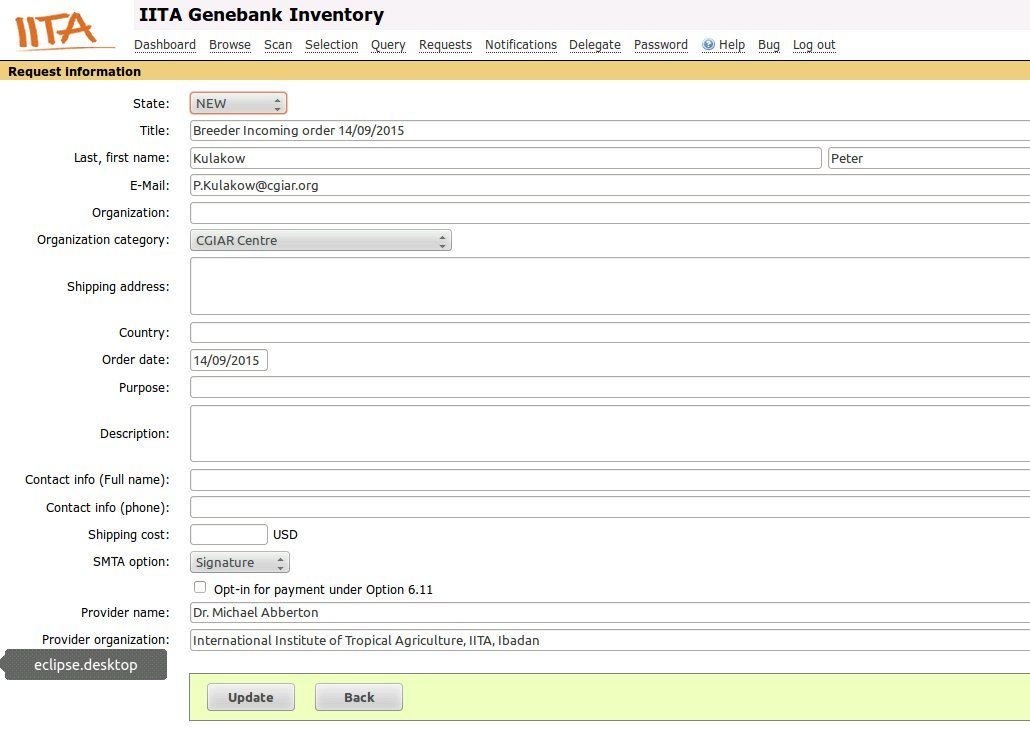 IITA
IITA Genebank Inventory
Dashboard Browse Scan Selection Query Requests Notifications Delegate Password Help Bug Log out
Request information
State: NEW
Title: Breeder Incoming order 14/09/2015
Last, first name: Kulakow Peter
E-Mail: P.Kulakow@cgiar.org
Organization:
Organization category: CGIAR Centre
Shipping address:
Country:
Order date: 14/09/2015
Purpose:
Description:
Contact info (Full name):
Contact info (phone):
Shipping cost: USD
SMTA option: Signature
Opt-in for payment under Option 6.11
Provider name: Dr. Michael Abberton
Provider organization: International Institute of Tropical Agriculture, IITA, Ibadan
eclipse.desktop
Update Back